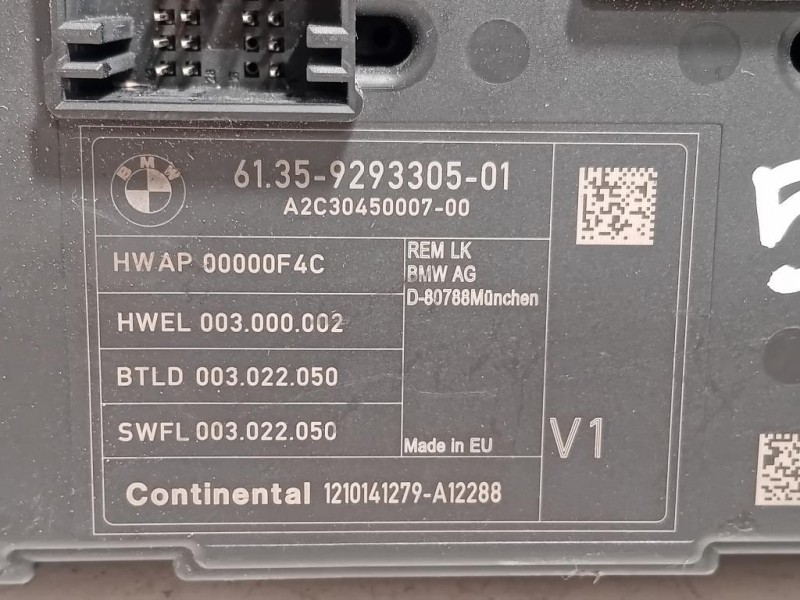 BMW
61.35-9293305-01
A2C30450007-00
HWAP 00000F4C
REM LK
BMW AG
D-80788München
HWEL 003.000.002
BTLD 003.022.050
SWFL 003.022.050
Made in EU
V1
Continental 1210141279-A12288